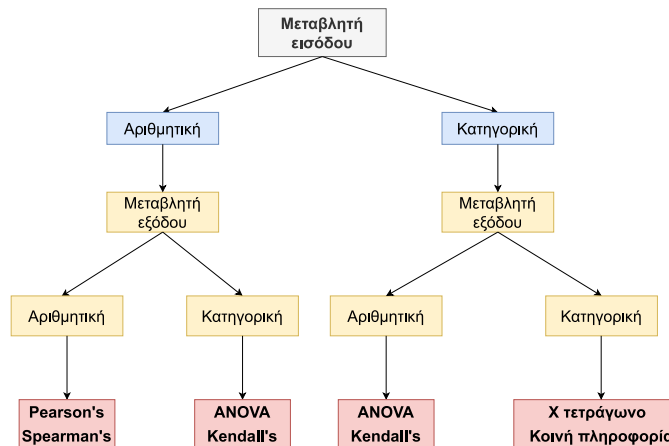 Μεταβλητή
εισόδου
Αριθμητική
Κατηγορική
Μεταβλητή
εξόδου
Μεταβλητή
εξόδου
Αριθμητική
Κατηγορική
Αριθμητική
Κατηγορική
Pearson's
Spearman's
ANOVA
Kendall's
ANOVA
Kendall's
Χ τετράγωνο
Κοινή πληροφορία